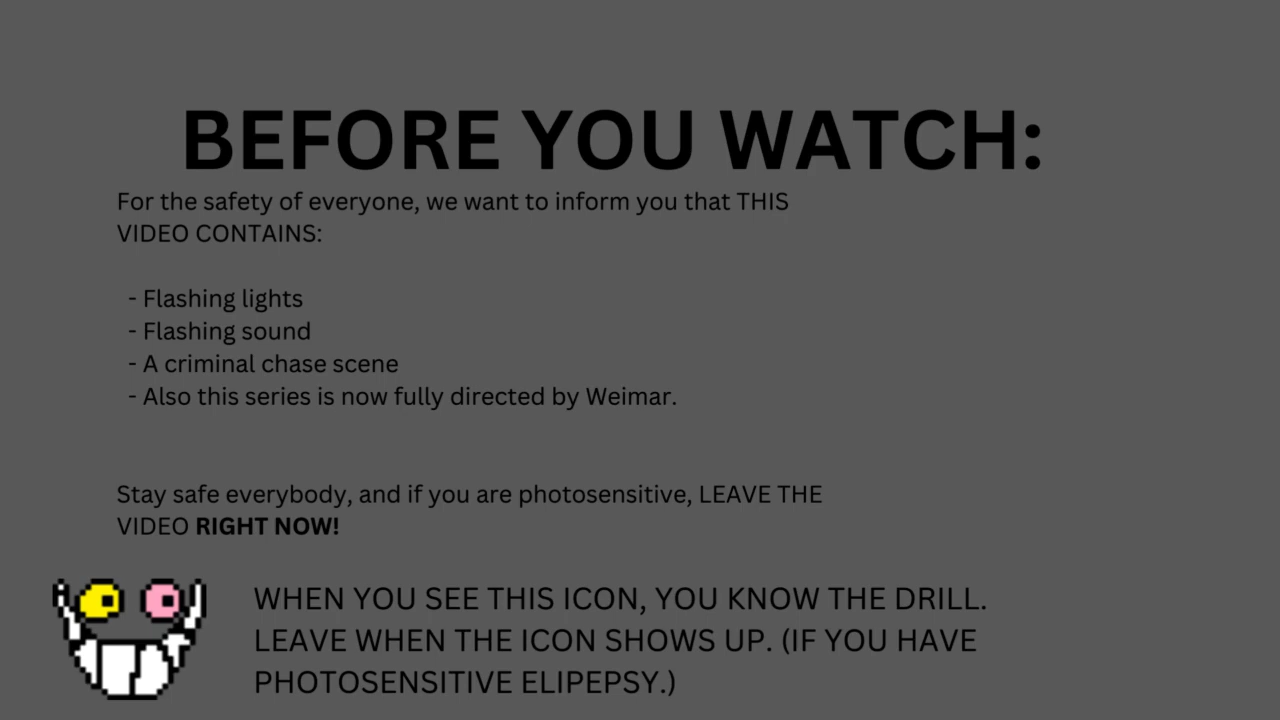 BEFORE YOU WATCH:
For the safety of everyone, we want to inform you that THIS
VIDEO CONTAINS:
- Flashing lights
- Flashing sound
- A criminal chase scene
- Also this series is now fully directed by Weimar.
Stay safe everybody, and if you are photosensitive, LEAVE THE
VIDEO RIGHT NOW!
WHEN YOU SEE THIS ICON, YOU KNOW THE DRILL.
LEAVE WHEN THE ICON SHOWS UP. (IF YOU HAVE
PHOTOSENSITIVE ELIPEPSY.)